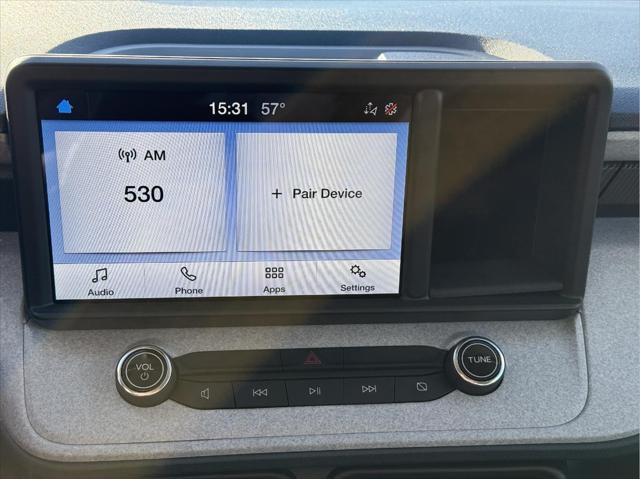 15:31 57°
AM
530
+ Pair Device
Audio Phone Apps Settings
VOL
TUNE